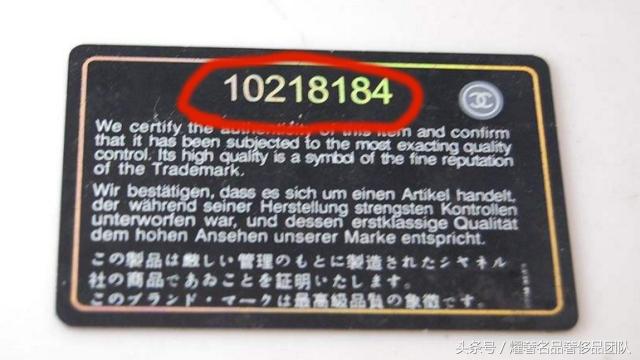 10218184
We certify the authenticity of this item and confirm
that it has been subjected to the most exacting quality
control. Its high quality is a symbol of the fine reputation
of the Trademark.
Wir bestätigen, dass es sich um einen Artikel handelt,
der während seiner Herstellung strengsten Kontrollen
unterworfen war, und dessen erstklassige Qualität
dem hohen Ansehen unserer Marke entspricht.
この製品は厳しい管理のもとに製造されたシャネル
社の商品であることを証明いたします。
このブランド・マークは最高級品質の象徴です。
头条号 / 燿奢名品奢侈品团队